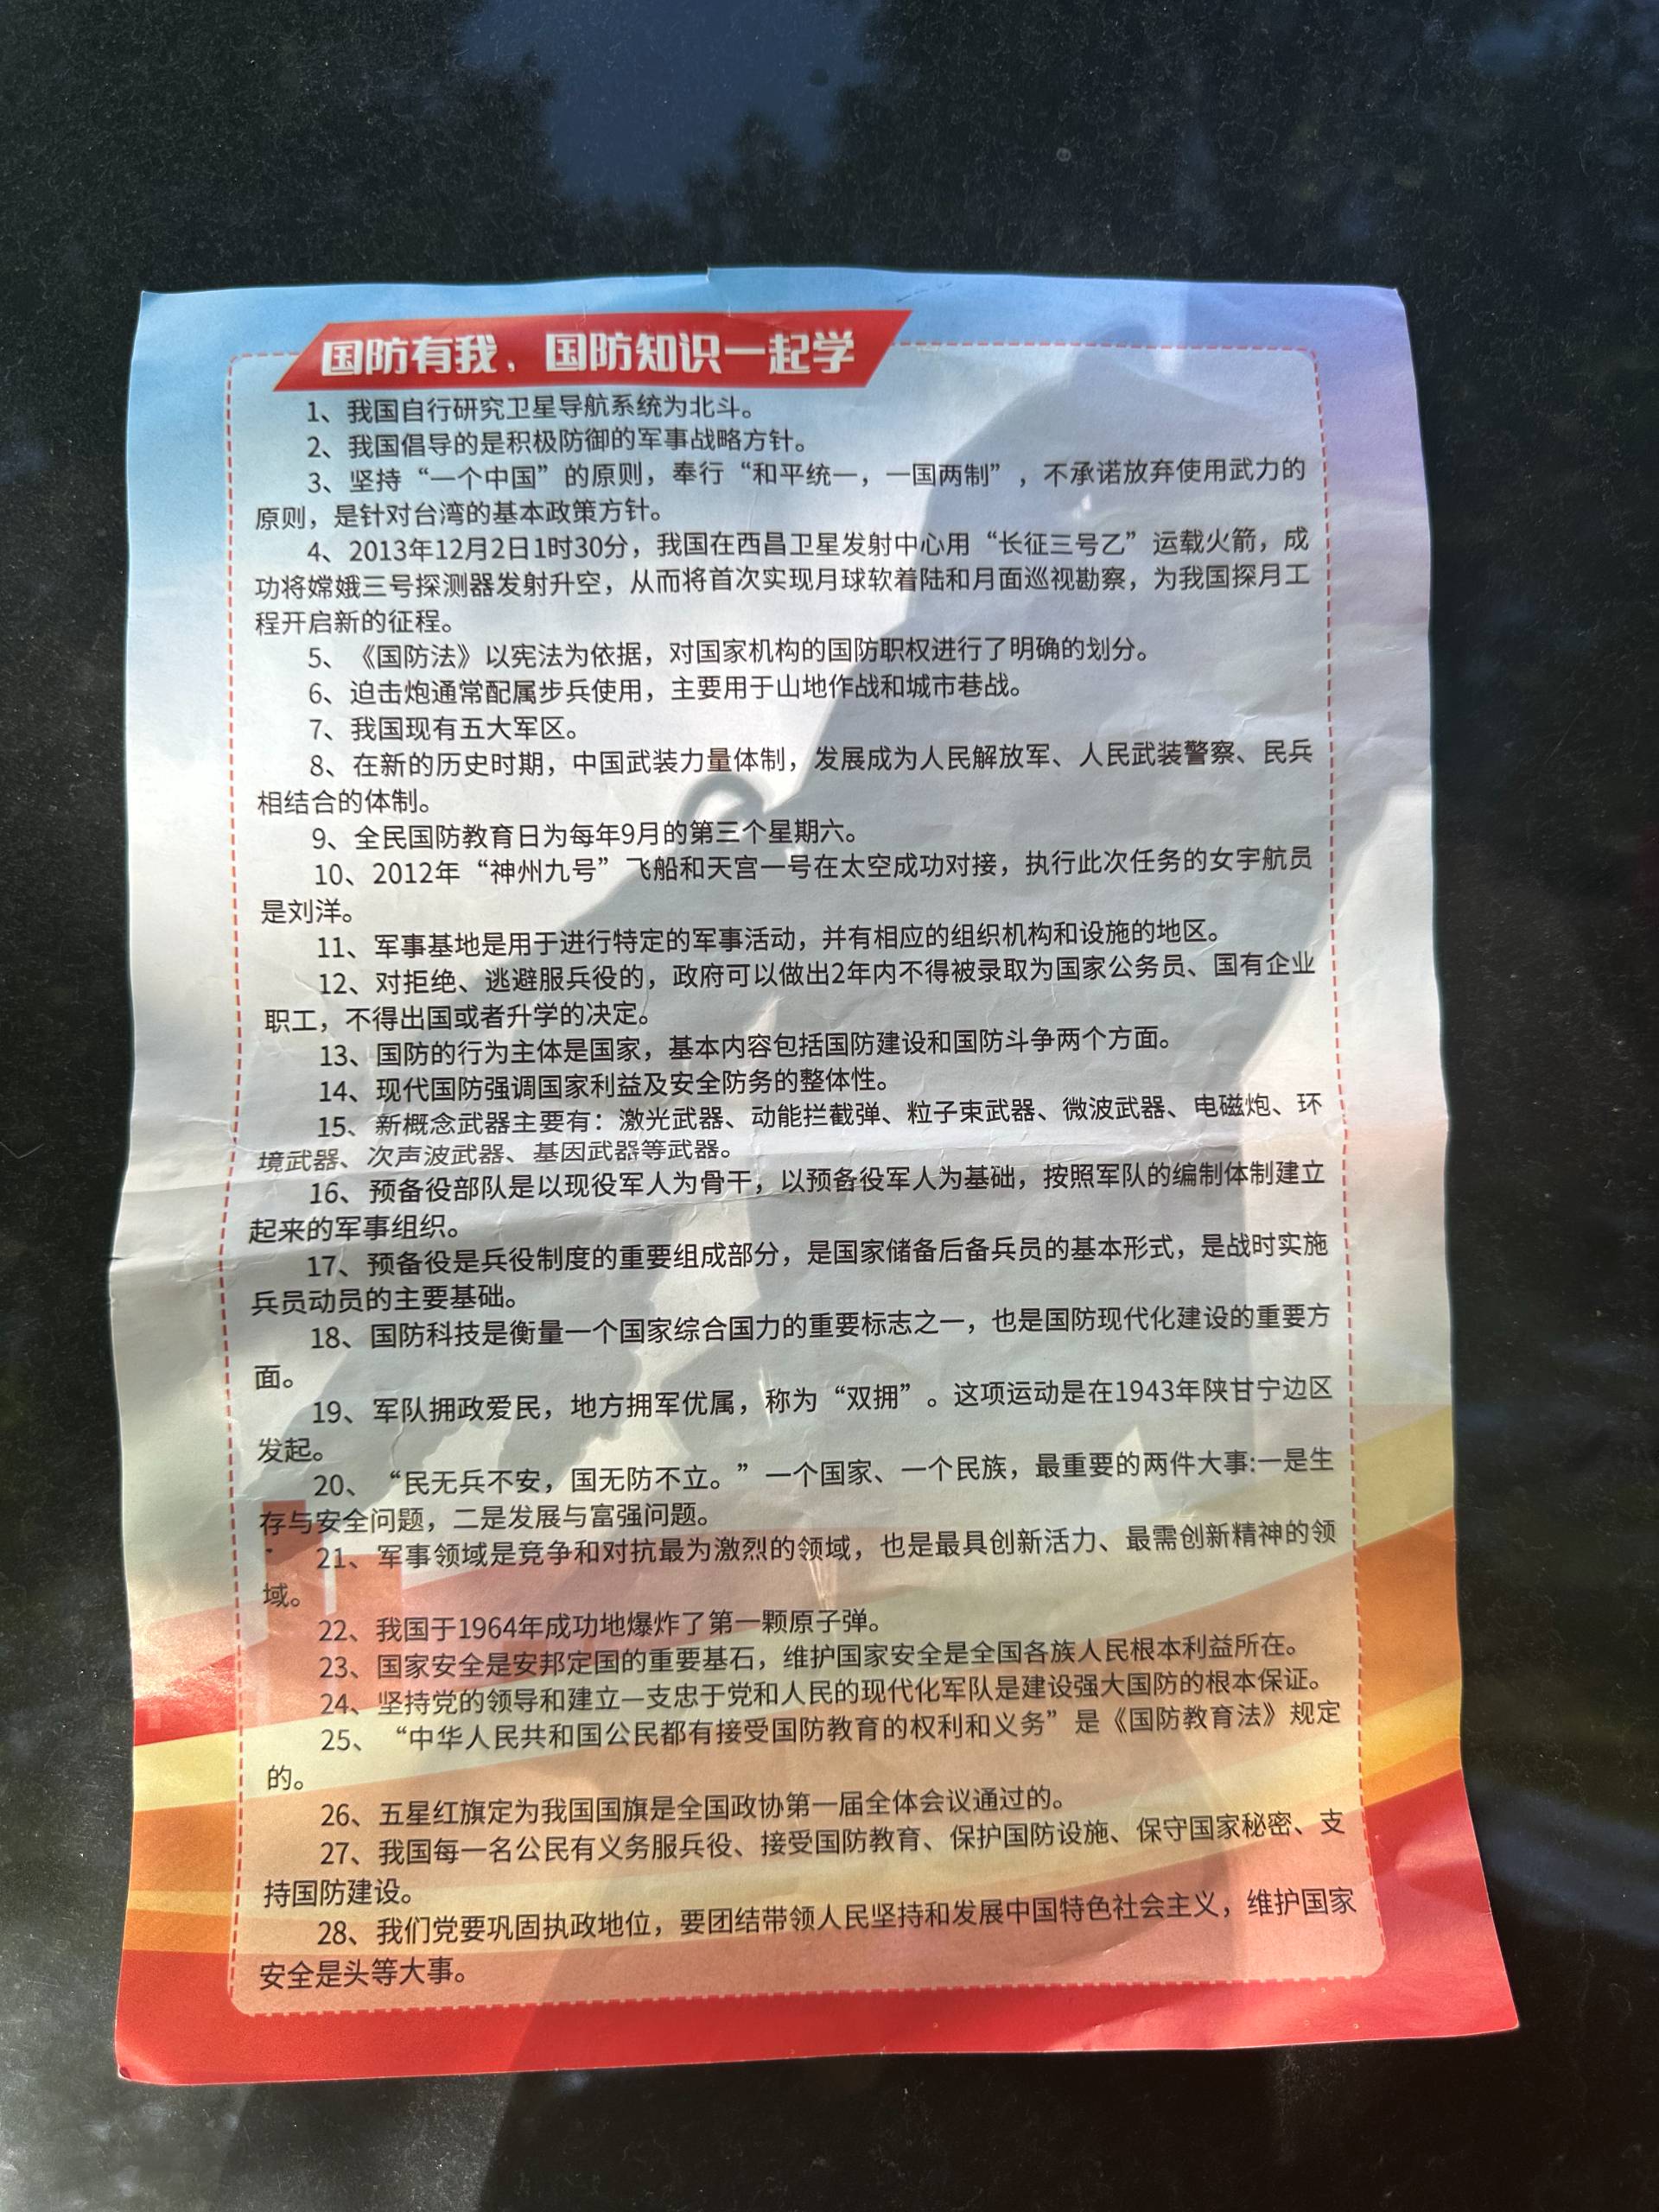 国防有我，国防知识一起学
1、我国自行研究卫星导航系统为北斗。
2、我国倡导的是积极防御的军事战略方针。
3、坚持“一个中国”的原则，奉行“和平统一，一国两制”，不承诺放弃使用武力的
原则，是针对台湾的基本政策方针。
4、2013年12月2日1时30分，我国在西昌卫星发射中心用“长征三号乙”运载火箭，成
功将嫦娥三号探测器发射升空，从而将首次实现月球软着陆和月面巡视勘察，为我国探月工
程开启新的征程。
5、《国防法》以宪法为依据，对国家机构的国防职权进行了明确的划分。
6、迫击炮通常配属步兵使用，主要用于山地作战和城市巷战。
7、我国现有五大军区。
8、在新的历史时期，中国武装力量体制，发展成为人民解放军、人民武装警察、民兵
相结合的体制。
9、全民国防教育日为每年9月的第三个星期六。
10、2012年“神州九号”飞船和天宫一号在太空成功对接，执行此次任务的女宇航员
是刘洋。
11、军事基地是用于进行特定的军事活动，并有相应的组织机构和设施的地区。
12、对拒绝、逃避服兵役的，政府可以做出2年内不得被录取为国家公务员、国有企业
职工，不得出国或者升学的决定。
13、国防的行为主体是国家，基本内容包括国防建设和国防斗争两个方面。
14、现代国防强调国家利益及安全防务的整体性。
15、新概念武器主要有：激光武器、动能拦截弹、粒子束武器、微波武器、电磁炮、环
境武器、次声波武器、基因武器等武器。
16、预备役部队是以现役军人为骨干，以预备役军人为基础，按照军队的编制体制建立
起来的军事组织。
17、预备役是兵役制度的重要组成部分，是国家储备后备兵员的基本形式，是战时实施
兵员动员的主要基础。
18、国防科技是衡量一个国家综合国力的重要标志之一，也是国防现代化建设的重要方
面。
19、军队拥政爱民，地方拥军优属，称为“双拥”。这项运动是在1943年陕甘宁边区
发起。
20、“民无兵不安，国无防不立。”一个国家、一个民族，最重要的两件大事:一是生
存与安全问题，二是发展与富强问题。
21、军事领域是竞争和对抗最为激烈的领域，也是最具创新活力、最需创新精神的领
域。
22、我国于1964年成功地爆炸了第一颗原子弹。
23、国家安全是安邦定国的重要基石，维护国家安全是全国各族人民根本利益所在。
24、坚持党的领导和建立—支忠于党和人民的现代化军队是建设强大国防的根本保证。
25、“中华人民共和国公民都有接受国防教育的权利和义务”是《国防教育法》规定
的。
26、五星红旗定为我国国旗是全国政协第一届全体会议通过的。
27、我国每一名公民有义务服兵役、接受国防教育、保护国防设施、保守国家秘密、支
持国防建设。
28、我们党要巩固执政地位，要团结带领人民坚持和发展中国特色社会主义，维护国家
安全是头等大事。